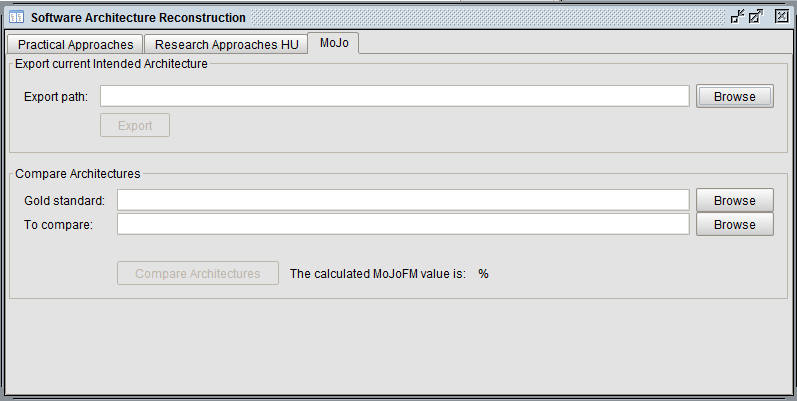 Software Architecture Reconstruction
Practical Approaches Research Approaches HU MoJo
Export current Intended Architecture
Export path: Browse
Export
Compare Architectures
Gold standard: Browse
To compare: Browse
Compare Architectures The calculated MoJoFM value is: %